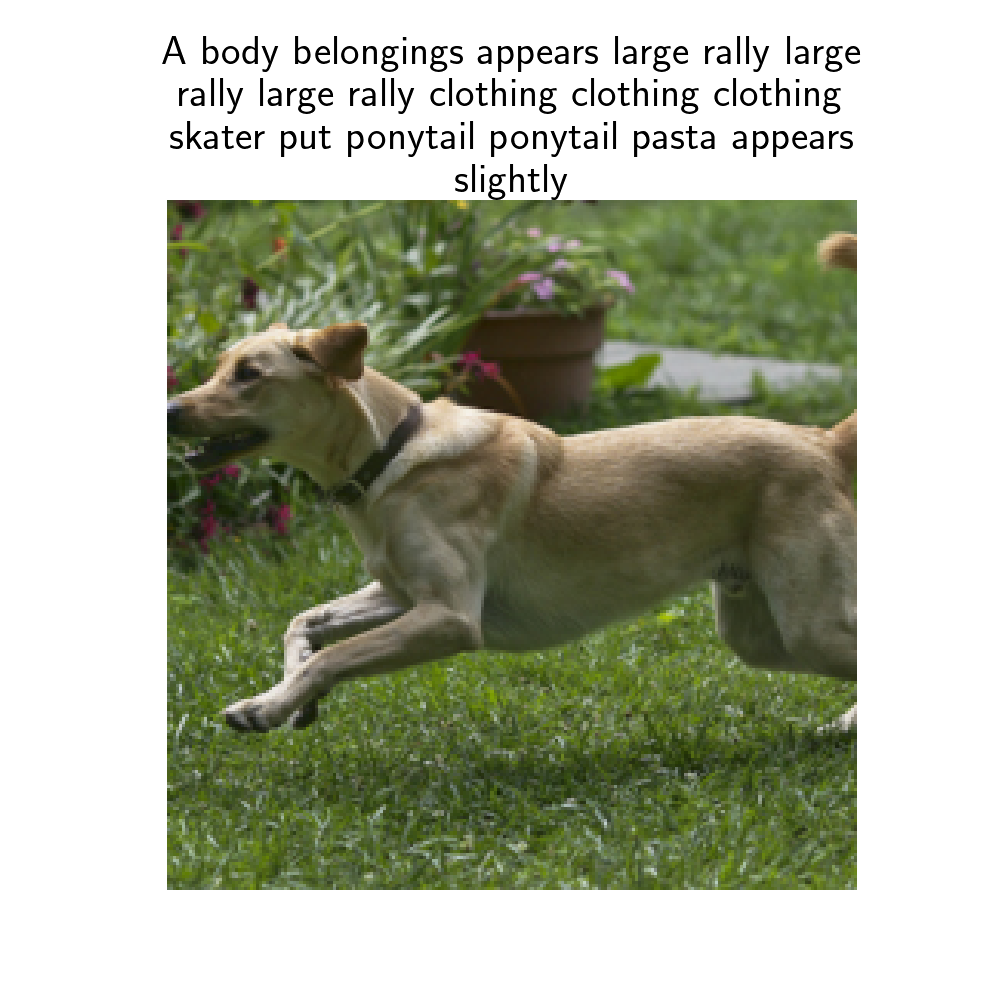 A body belongings appears large rally large
rally large rally clothing clothing clothing
skater put ponytail ponytail pasta appears
slightly